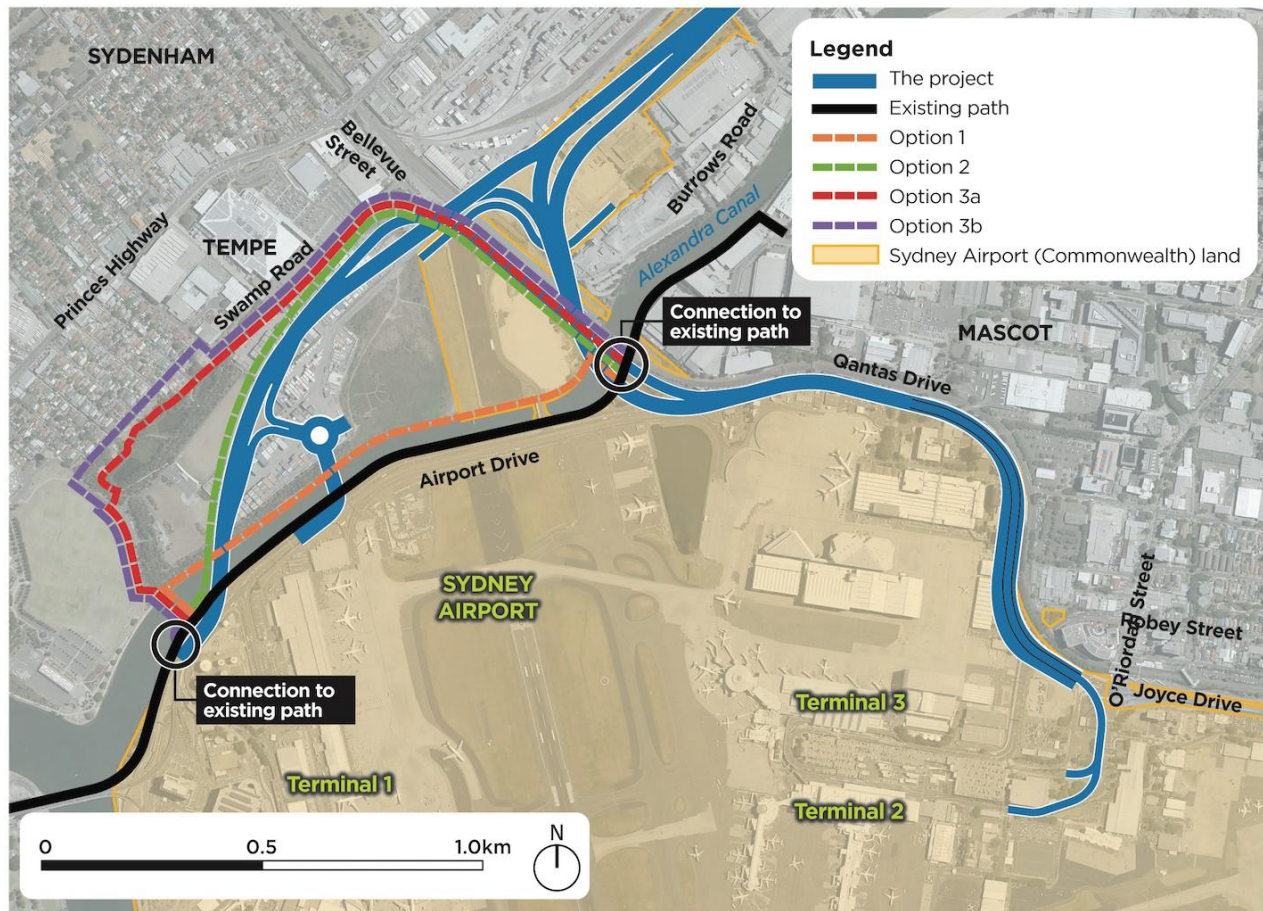 SYDENHAM
Bellevue
Street
Burrows Road
Alexandra Canal
Princes Highway
TEMPE
Swamp Road
Connection to
existing path
MASCOT
Qantas Drive
Airport Drive
SYDNEY
AIRPORT
O'Riordan Street
Robey Street
Joyce Drive
Connection to
existing path
Terminal 1
Terminal 3
Terminal 2
Legend
The project
Existing path
Option 1
Option 2
Option 3a
Option 3b
Sydney Airport (Commonwealth) land
0 0.5 1.0km
N